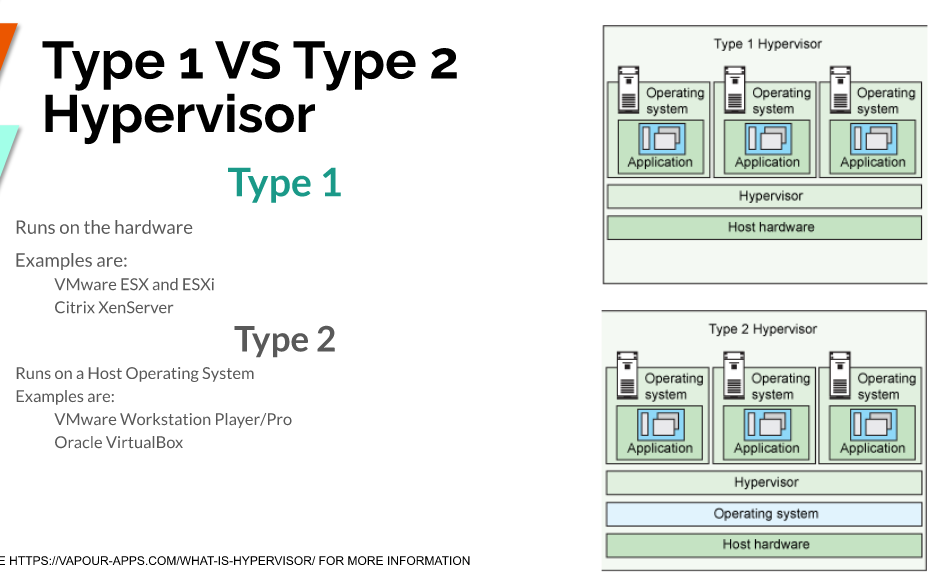 Type 1 VS Type 2
Hypervisor
Type 1
Runs on the hardware
Examples are:
VMware ESX and ESXi
Citrix XenServer
Type 2
Runs on a Host Operating System
Examples are:
VMware Workstation Player/Pro
Oracle VirtualBox
E HTTPS://VAPOUR-APPS.COM/WHAT-IS-HYPERVISOR/ FOR MORE INFORMATION
Type 1 Hypervisor
Operating system
Application
Operating system
Application
Operating system
Application
Hypervisor
Host hardware
Type 2 Hypervisor
Operating system
Application
Operating system
Application
Operating system
Application
Hypervisor
Operating system
Host hardware